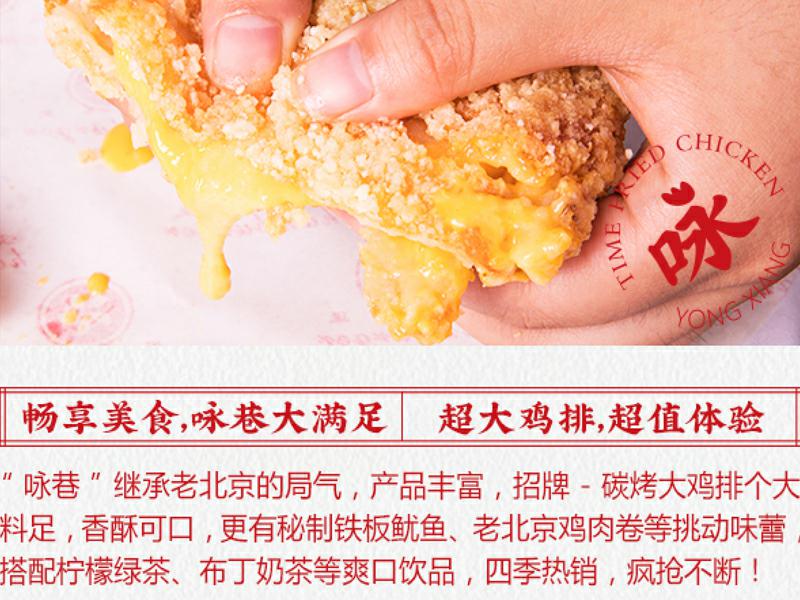 TIME FRIED CHICKEN
咏
YONG XIANG
畅享美食,咏巷大满足
超大鸡排,超值体验
“ 咏巷 ” 继承老北京的局气，产品丰富，招牌 - 碳烤大鸡排个大
料足，香酥可口，更有秘制铁板鱿鱼、老北京鸡肉卷等挑动味蕾，
搭配柠檬绿茶、布丁奶茶等爽口饮品，四季热销，疯抢不断！